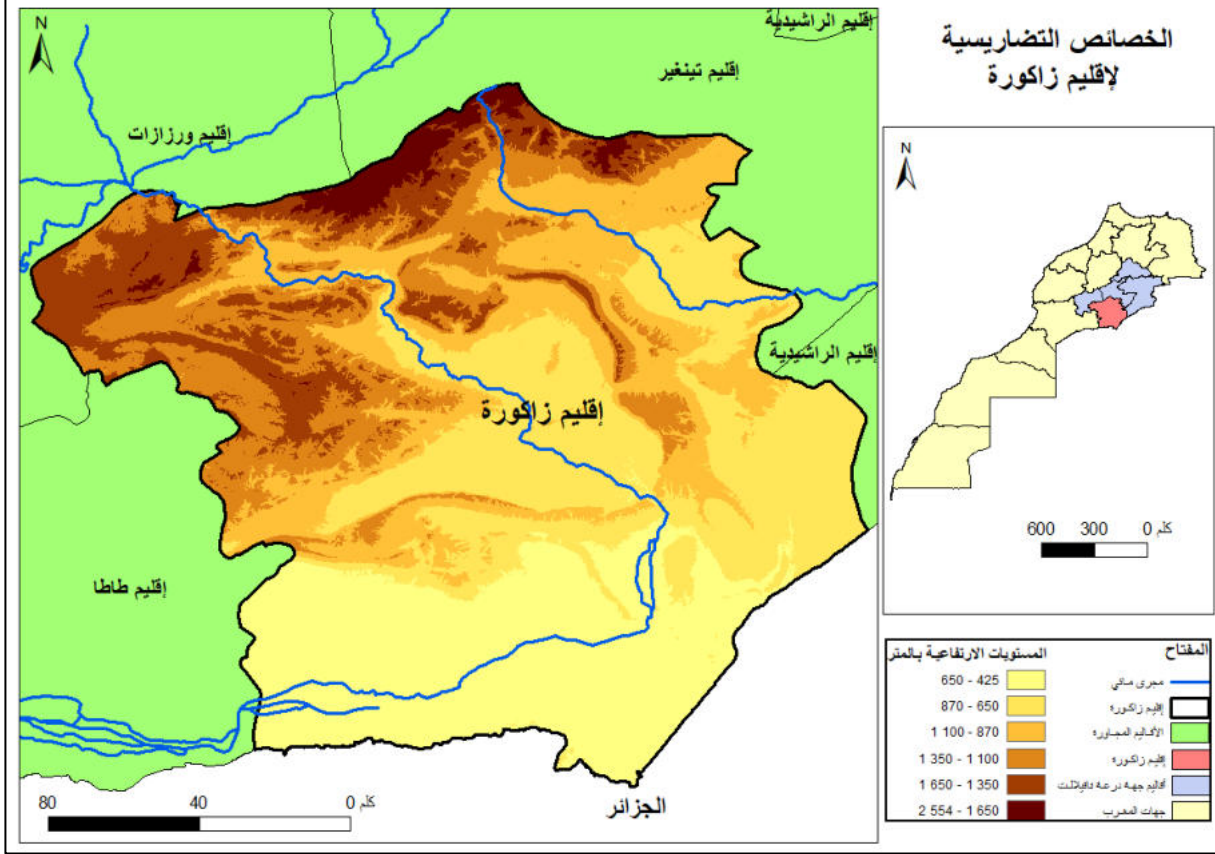 الخصائص التضاريسية
لإقليم زاكورة
N
إقليم الراشيدية
إقليم تينغير
إقليم ورزازات
إقليم الراشيدية
إقليم زاكورة
إقليم طاطا
الجزائر
80 40 0 كلم
N
600 300 0 كلم
المفتاح
مجرى مائي
إقليم زاكورة
الأقاليم المجاورة
إقليم زاكورة
أقاليم جهة درعة تافيلالت
جهات المغرب
المستويات الارتفاعية بالمتر
650 - 425
870 - 650
1 100 - 870
1 350 - 1 100
1 650 - 1 350
2 554 - 1 650